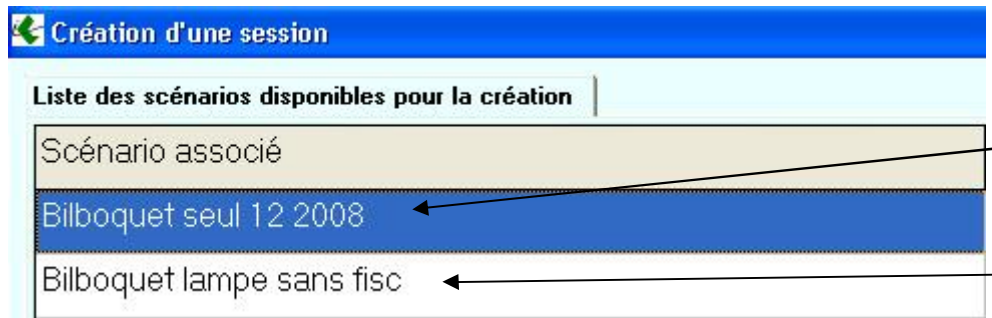 Création d'une session
Liste des scénarios disponibles pour la création
Scénario associé
Bilboquet seul 12 2008
Bilboquet lampe sans fisc